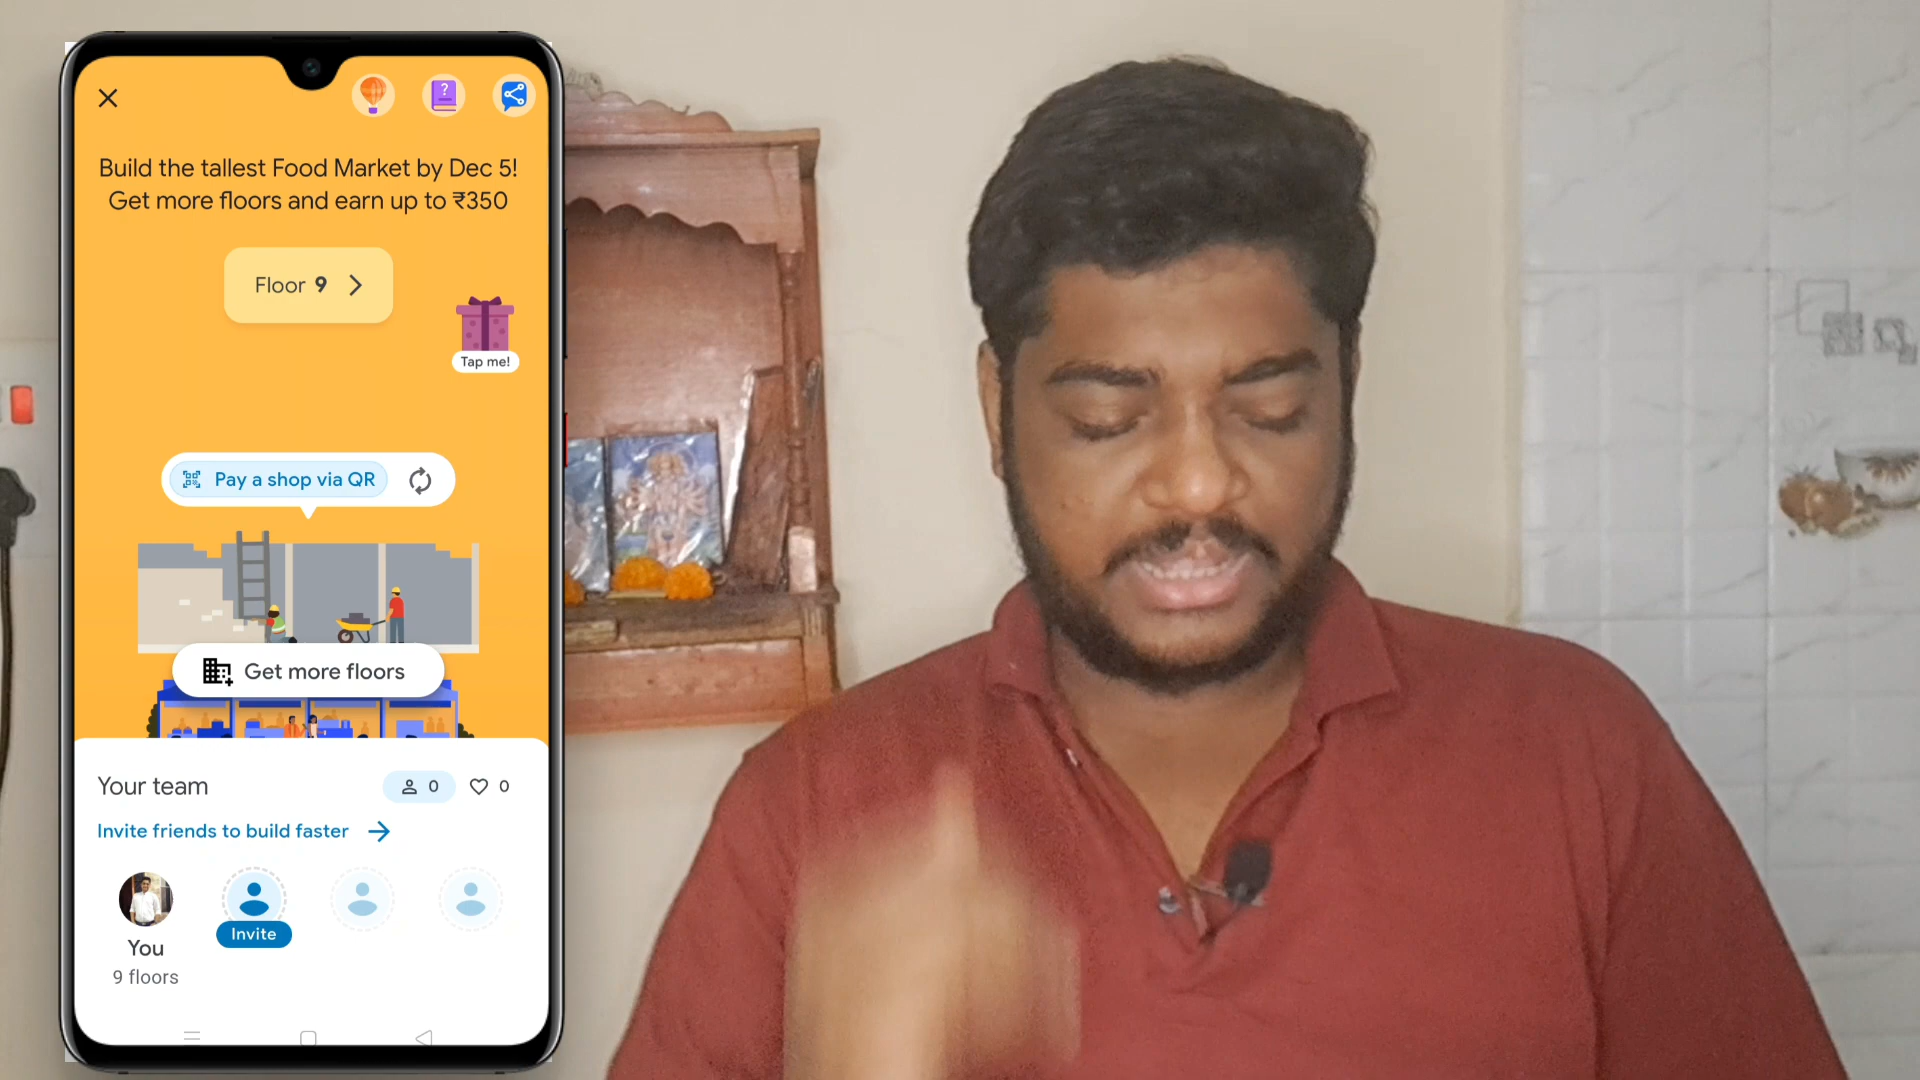 Build the tallest Food Market by Dec 5!
Get more floors and earn up to ₹350
Floor 9
Tap me!
Pay a shop via QR
Get more floors
Your team
0
0
Invite friends to build faster
Invite
You
9 floors